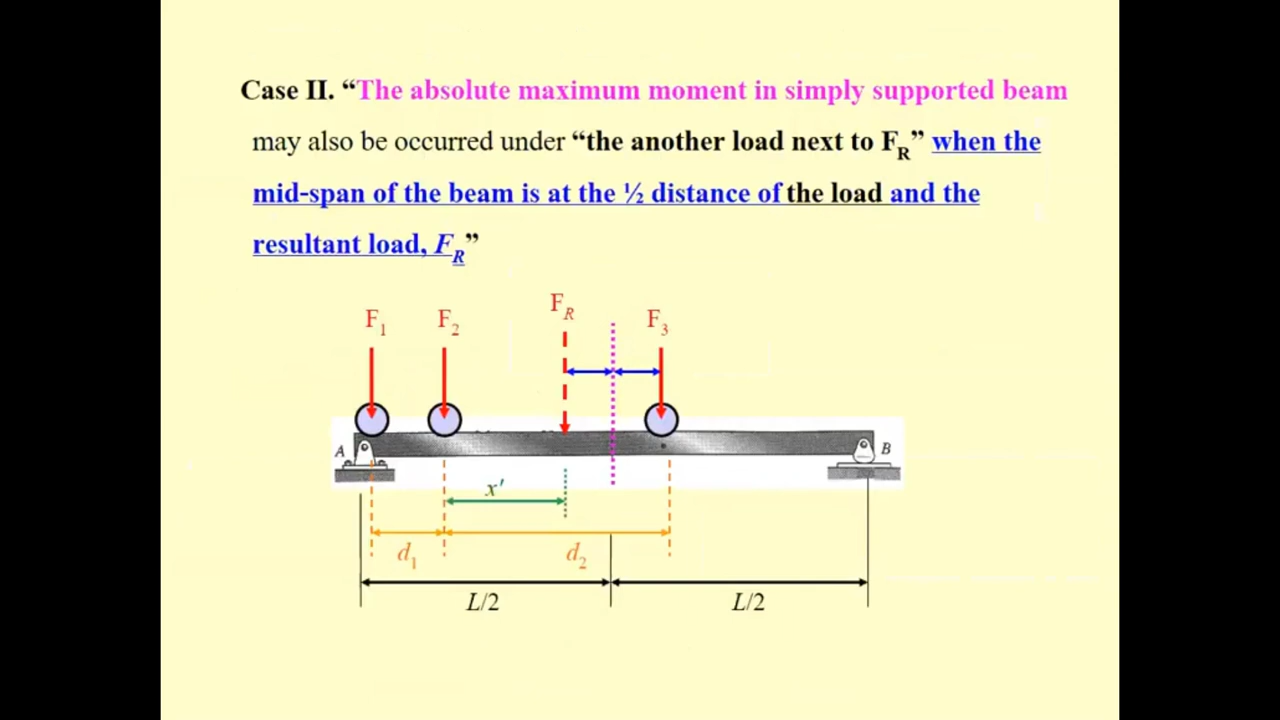 Case II. “The absolute maximum moment in simply supported beam
may also be occurred under “the another load next to FR” when the
mid-span of the beam is at the ½ distance of the load and the
resultant load, FR”
F1 F2 FR F3
A B
x'
d1 d2
L/2 L/2